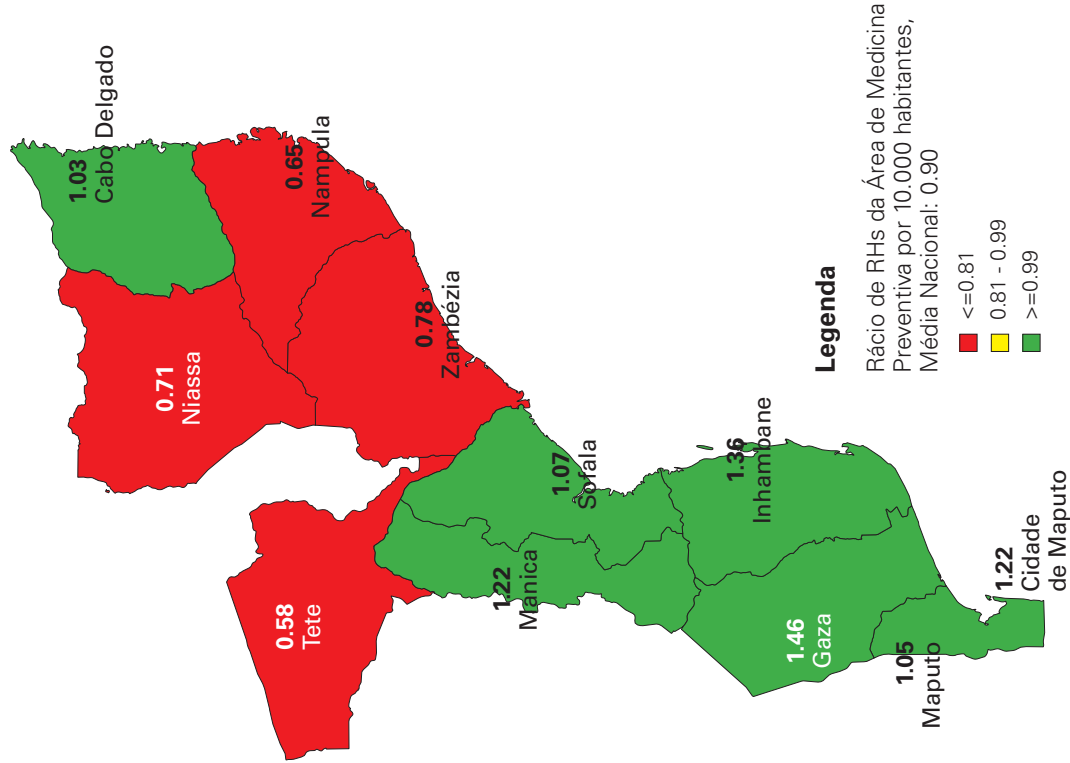 1.03
Cabo Delgado
0.71
Niassa
0.65
Nampula
0.78
Zambézia
0.58
Tete
1.07
Sofala
1.22
Manica
1.36
Inhambane
1.46
Gaza
1.05
Maputo
1.22
Cidade
de Maputo
Legenda
Rácio de RHs da Área de Medicina
Preventiva por 10.000 habitantes,
Média Nacional: 0.90
<=0.81
0.81 - 0.99
>=0.99